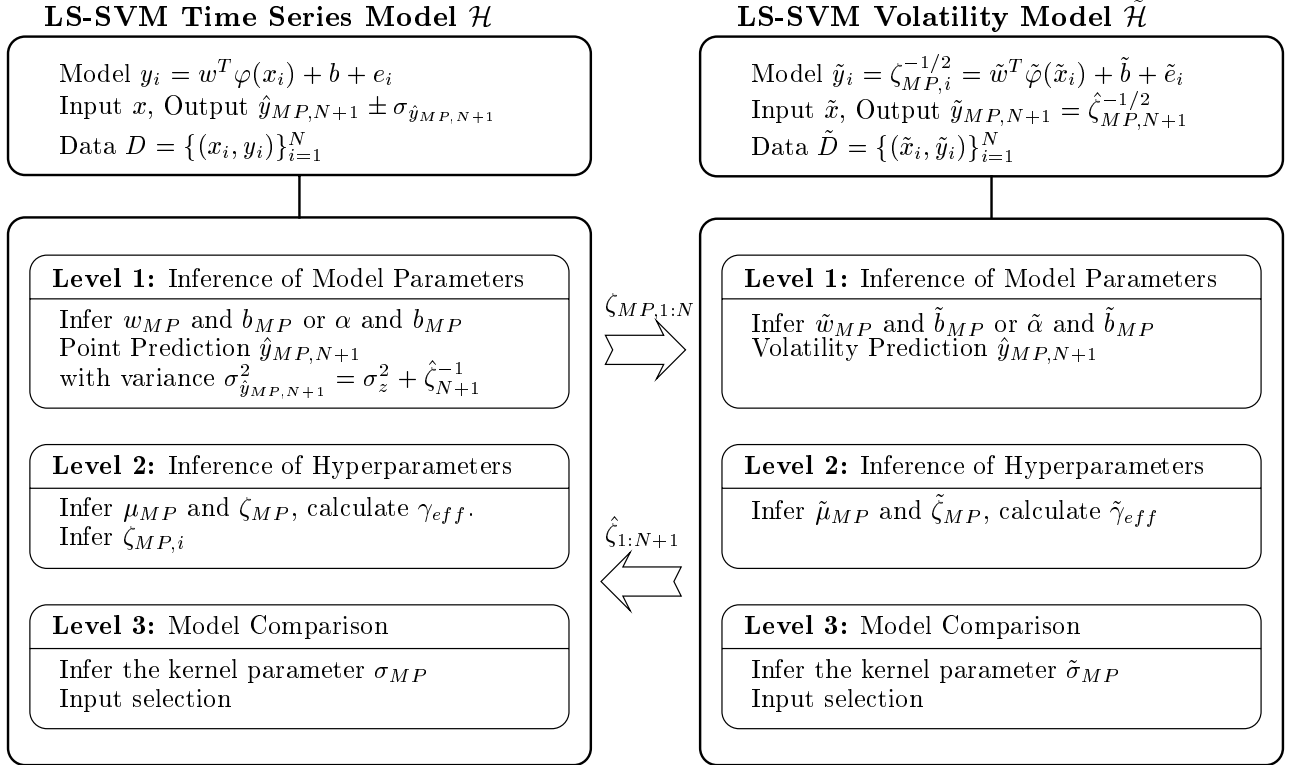 LS-SVM Time Series Model $\mathcal{H}$
Model $y_i = w^T \varphi(x_i) + b + e_i$
Input $x$, Output $\hat{y}_{MP,N+1} \pm \sigma_{\hat{y}_{MP,N+1}}$
Data $D = \{(x_i, y_i)\}_{i=1}^{N}$
Level 1: Inference of Model Parameters
Infer $w_{MP}$ and $b_{MP}$ or $\alpha$ and $b_{MP}$
Point Prediction $\hat{y}_{MP,N+1}$
with variance $\sigma^2_{\hat{y}_{MP,N+1}} = \sigma_z^2 + \hat{\zeta}_{N+1}^{-1}$
Level 2: Inference of Hyperparameters
Infer $\mu_{MP}$ and $\zeta_{MP}$, calculate $\gamma_{eff}$.
Infer $\zeta_{MP,i}$
Level 3: Model Comparison
Infer the kernel parameter $\sigma_{MP}$
Input selection
$\zeta_{MP,1:N}$
$\hat{\zeta}_{1:N+1}$
LS-SVM Volatility Model $\tilde{\mathcal{H}}$
Model $\tilde{y}_i = \zeta_{MP,i}^{-1/2} = \tilde{w}^T \tilde{\varphi}(\tilde{x}_i) + \tilde{b} + \tilde{e}_i$
Input $\tilde{x}$, Output $\tilde{y}_{MP,N+1} = \hat{\zeta}_{MP,N+1}^{-1/2}$
Data $\tilde{D} = \{(\tilde{x}_i, \tilde{y}_i)\}_{i=1}^{N}$
Level 1: Inference of Model Parameters
Infer $\tilde{w}_{MP}$ and $\tilde{b}_{MP}$ or $\tilde{\alpha}$ and $\tilde{b}_{MP}$
Volatility Prediction $\hat{y}_{MP,N+1}$
Level 2: Inference of Hyperparameters
Infer $\tilde{\mu}_{MP}$ and $\tilde{\zeta}_{MP}$, calculate $\tilde{\gamma}_{eff}$
Level 3: Model Comparison
Infer the kernel parameter $\tilde{\sigma}_{MP}$
Input selection